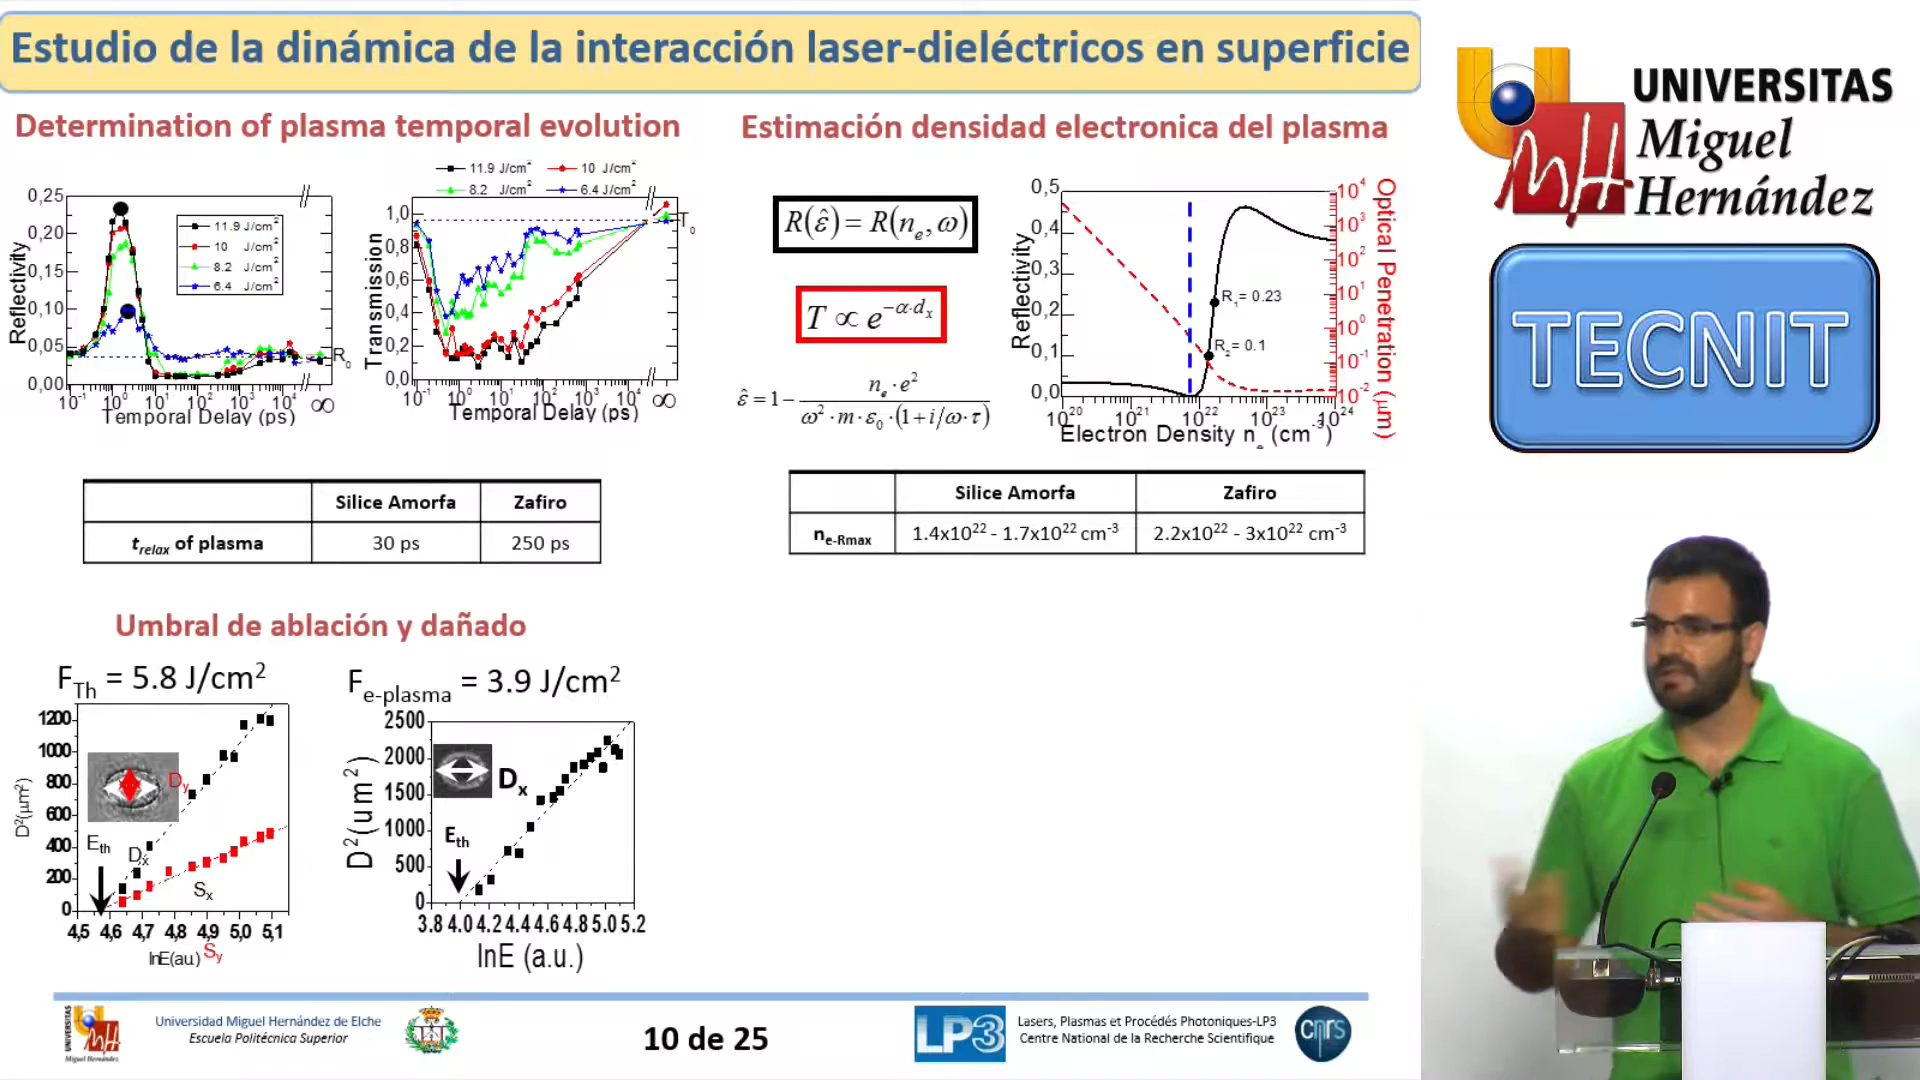 Estudio de la dinámica de la interacción laser-dieléctricos en superficie
Determination of plasma temporal evolution
11.9 J/cm²
10 J/cm²
8.2 J/cm²
6.4 J/cm²
Reflectivity
0,25
0,20
0,15
0,10
0,05
0,00
11.9 J/cm²
10 J/cm²
8.2 J/cm²
6.4 J/cm²
R₀
10⁻¹ 10⁰ 10¹ 10² 10³ 10⁴ ∞
Temporal Delay (ps)
Transmission
1,0
0,8
0,6
0,4
0,2
0,0
T₀
10⁻¹ 10⁰ 10¹ 10² 10³ 10⁴ ∞
Temporal Delay (ps)
Silice Amorfa Zafiro
t_relax of plasma 30 ps 250 ps
Estimación densidad electronica del plasma
R(ε̂) = R(nₑ, ω)
T ∝ e^(-α·dₓ)
ε̂ = 1 − nₑ · e² / ω² · m · ε₀ · (1 + i/ω · τ)
Reflectivity
0,5
0,4
0,3
0,2
0,1
0,0
R₁= 0.23
R₂= 0.1
10⁴
10³
10²
10¹
10⁰
10⁻¹
10⁻²
Optical Penetration (μm)
10²⁰ 10²¹ 10²² 10²³ 10²⁴
Electron Density nₑ (cm⁻³)
Silice Amorfa Zafiro
n_e-Rmax 1.4x10²² - 1.7x10²² cm⁻³ 2.2x10²² - 3x10²² cm⁻³
Umbral de ablación y dañado
F_Th = 5.8 J/cm²
D²(μm²)
1200
1000
800
600
400
200
0
D_y
E_th
Dₓ
Sₓ
4,5 4,6 4,7 4,8 4,9 5,0 5,1
lnE(au)
S_y
F_e-plasma = 3.9 J/cm²
D²(um²)
2500
2000
1500
1000
500
0
Dₓ
E_th
3.8 4.0 4.2 4.4 4.6 4.8 5.0 5.2
lnE (a.u.)
UNIVERSITAS
Miguel Hernández
Universidad Miguel Hernández de Elche
Escuela Politécnica Superior
10 de 25
LP3
Lasers, Plasmas et Procédés Photoniques-LP3
Centre National de la Recherche Scientifique
cnrs
UNIVERSITAS
Miguel
Hernández
TECNIT